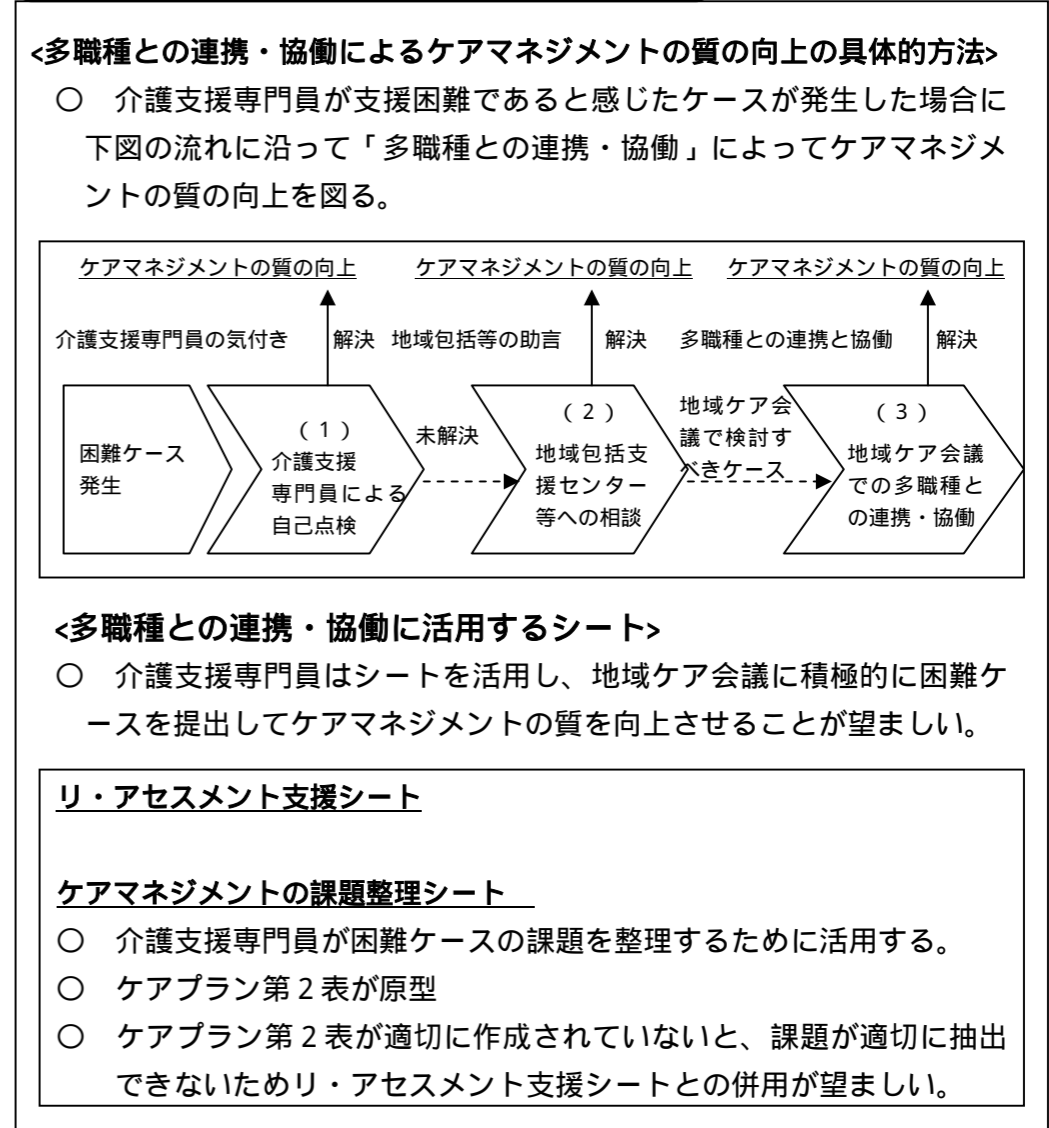 <多職種との連携・協働によるケアマネジメントの質の向上の具体的方法>
○　介護支援専門員が支援困難であると感じたケースが発生した場合に
下図の流れに沿って「多職種との連携・協働」によってケアマネジメ
ントの質の向上を図る。
ケアマネジメントの質の向上　ケアマネジメントの質の向上　ケアマネジメントの質の向上
介護支援専門員の気付き　解決　地域包括等の助言　解決　多職種との連携と協働　解決
困難ケース
発生
（１）
介護支援
専門員による
自己点検
未解決
（２）
地域包括支
援センター
等への相談
地域ケア会
議で検討す
べきケース
（３）
地域ケア会議
での多職種と
の連携・協働
<多職種との連携・協働に活用するシート>
○　介護支援専門員はシートを活用し、地域ケア会議に積極的に困難ケ
ースを提出してケアマネジメントの質を向上させることが望ましい。
リ・アセスメント支援シート
ケアマネジメントの課題整理シート
○　介護支援専門員が困難ケースの課題を整理するために活用する。
○　ケアプラン第２表が原型
○　ケアプラン第２表が適切に作成されていないと、課題が適切に抽出
できないためリ・アセスメント支援シートとの併用が望ましい。